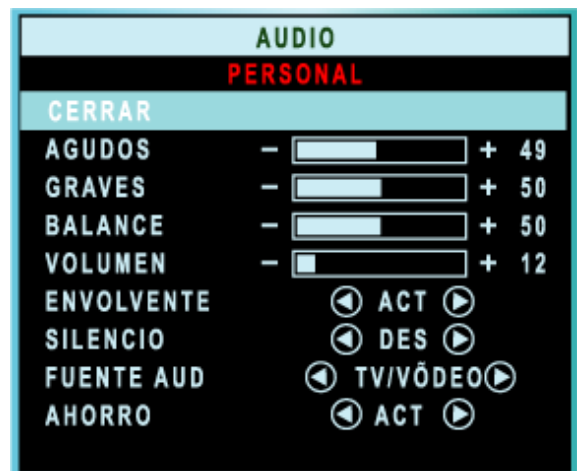 AUDIO
PERSONAL
CERRAR
AGUDOS - + 49
GRAVES - + 50
BALANCE - + 50
VOLUMEN - + 12
ENVOLVENTE ACT
SILENCIO DES
FUENTE AUD TV/VÕDEO
AHORRO ACT